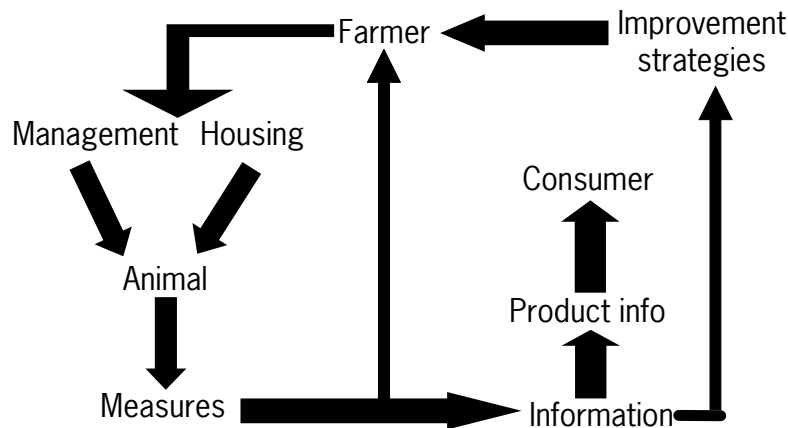 Farmer
Improvement
strategies
Management Housing
Consumer
Animal
Product info
Measures
Information